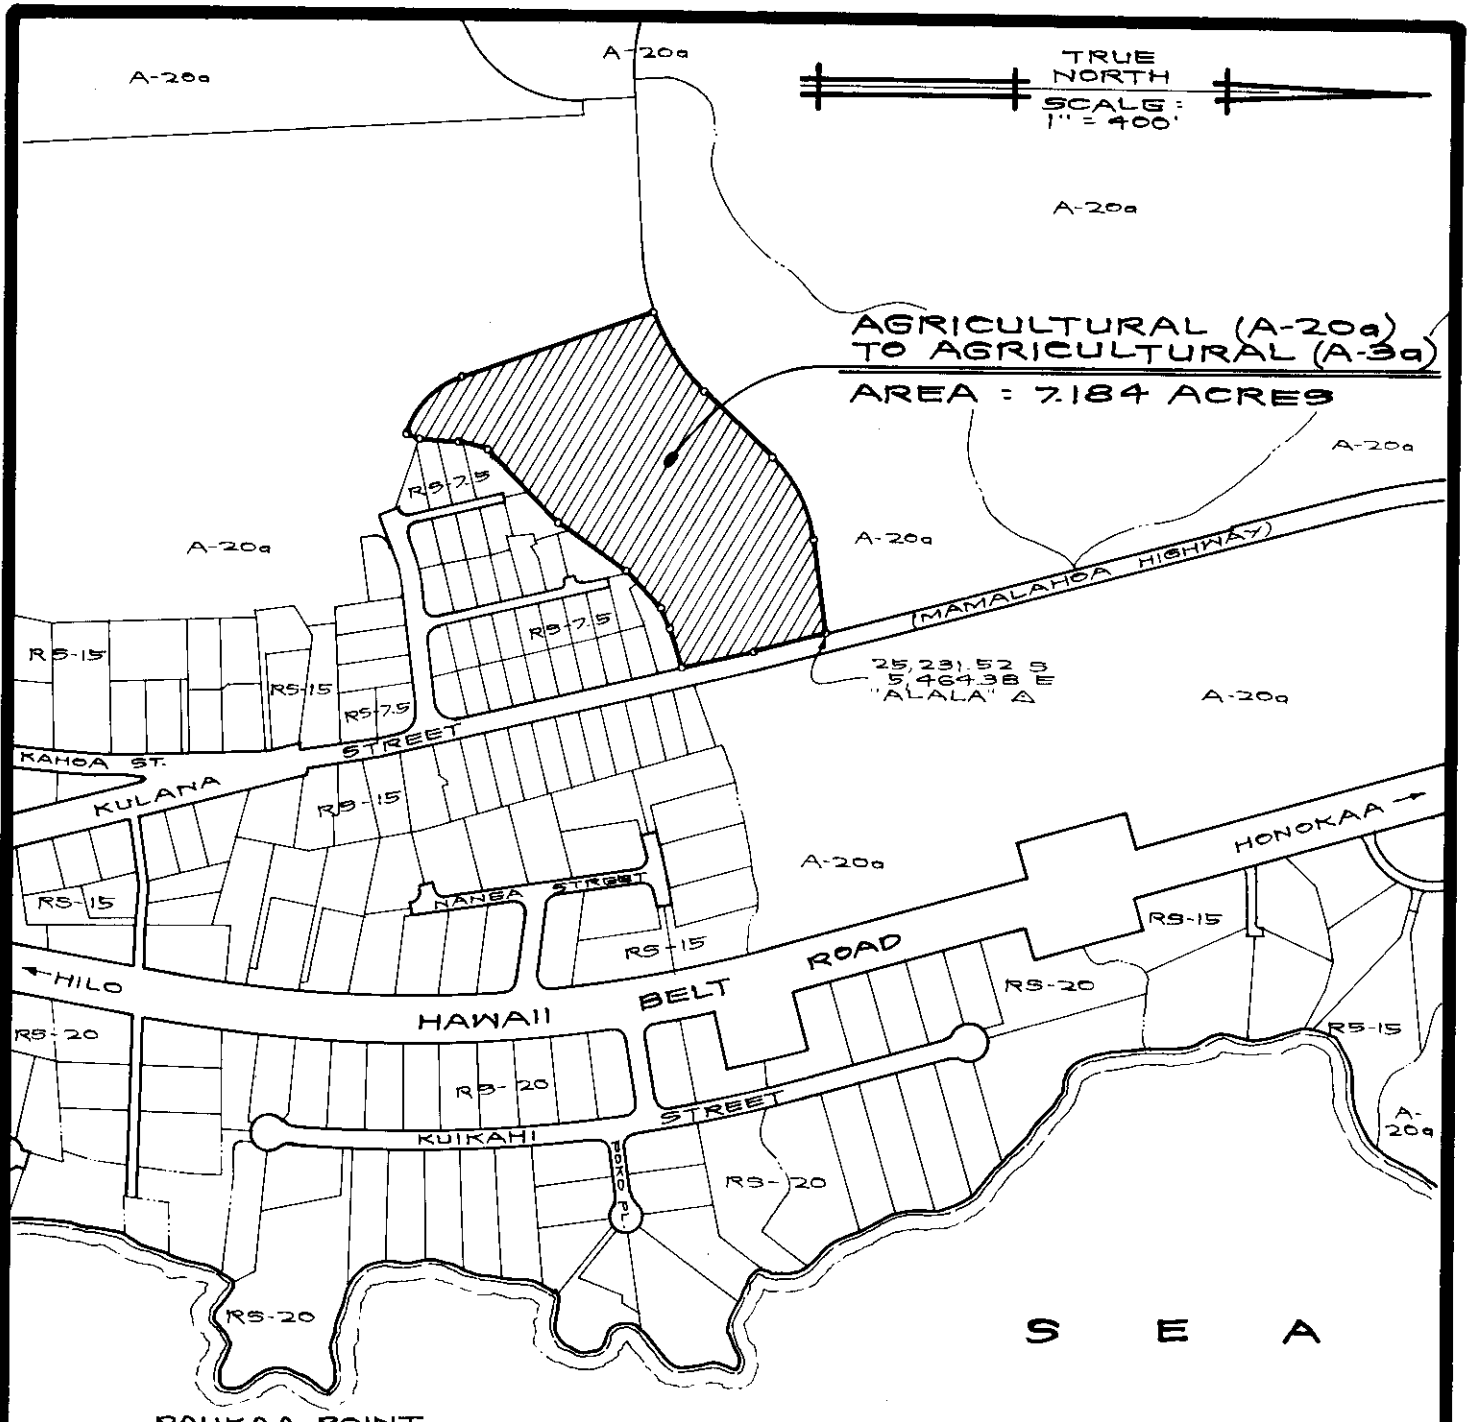 A-20a
A-20a
TRUE
NORTH
SCALE :
1" = 400'
A-20a
AGRICULTURAL (A-20a)
TO AGRICULTURAL (A-3a)
AREA : 7.184 ACRES
A-20a
RS-7.5
A-20a
A-20a
(MAMALAHOA HIGHWAY)
RS-7.5
RS-15
25,231.52 S
5,464.38 E
"ALALA" △
RS-15
A-20a
RS-7.5
STREET
KAHOA ST.
KULANA
RS-15
HONOKAA →
A-20a
NANEA STREET
RS-15
RS-15
RS-15
ROAD
← HILO
BELT
RS-20
HAWAII
RS-20
RS-15
RS-20
STREET
KUIKAHI
A-
20a
POKO PL.
RS-20
RS-20
S E A
PAUKAA POINT